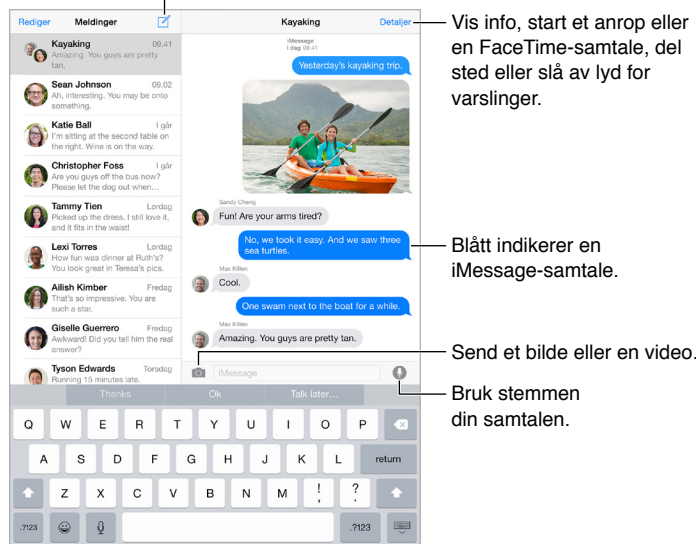 Rediger Meldinger
Kayaking 09.41
Amazing. You guys are pretty
tan.
Sean Johnson 09.02
Ah, interesting. You may be onto
something.
Katie Ball I går
I'm sitting at the second table on
the right. Wine is on the way.
Christopher Foss I går
Are you guys off the bus now?
Please let the dog out when…
Tammy Tien Lørdag
Picked up the dress. I still love it,
and it fits in the waist!
Lexi Torres Lørdag
How fun was dinner at Ruth's?
You look great in Teresa's pics.
Ailish Kimber Fredag
That's so impressive. You are
such a star.
Giselle Guerrero Fredag
Awkward! Did you tell him the real
answer?
Tyson Edwards Torsdag
Running 15 minutes late.
Kayaking Detaljer
iMessage
I dag 09.41
Yesterday's kayaking trip.
Sandy Cheng
Fun! Are your arms tired?
No, we took it easy. And we saw three
sea turtles.
Max Killen
Cool.
One swam next to the boat for a while.
Max Killen
Amazing. You guys are pretty tan.
iMessage
Thanks Ok Talk later…
Q W E R T Y U I O P
A S D F G H J K L return
Z X C V B N M ! , ? .
.?123 .?123
Vis info, start et anrop eller
en FaceTime-samtale, del
sted eller slå av lyd for
varslinger.
Blått indikerer en
iMessage-samtale.
Send et bilde eller en video.
Bruk stemmen
din samtalen.